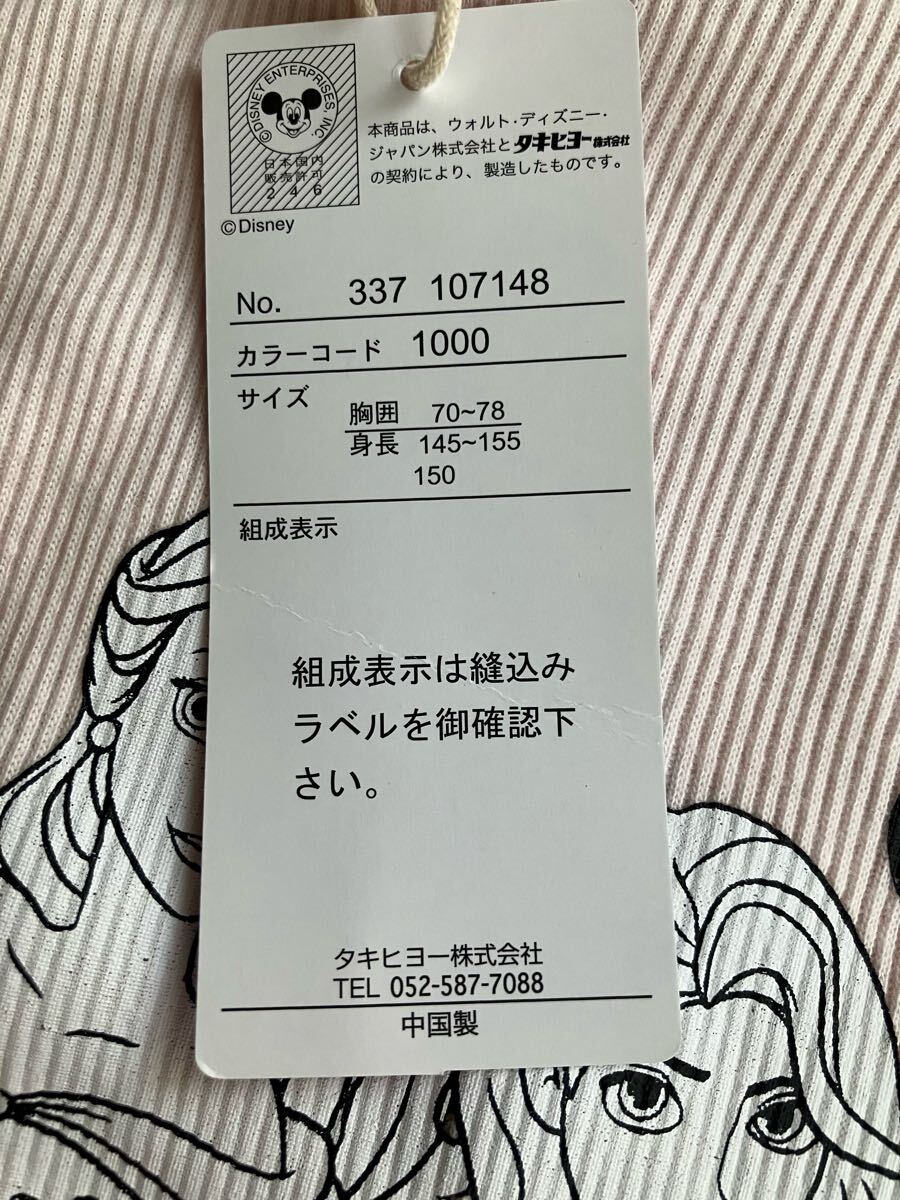 ©DISNEY ENTERPRISES, INC.
日本国内
販売許可
246
©Disney
本商品は、ウォルト・ディズニー・
ジャパン株式会社とタキヒヨー株式会社
の契約により、製造したものです。
No. 337 107148
カラーコード 1000
サイズ
胸囲 70~78
身長 145~155
150
組成表示
組成表示は縫込み
ラベルを御確認下
さい。
タキヒヨー株式会社
TEL 052-587-7088
中国製